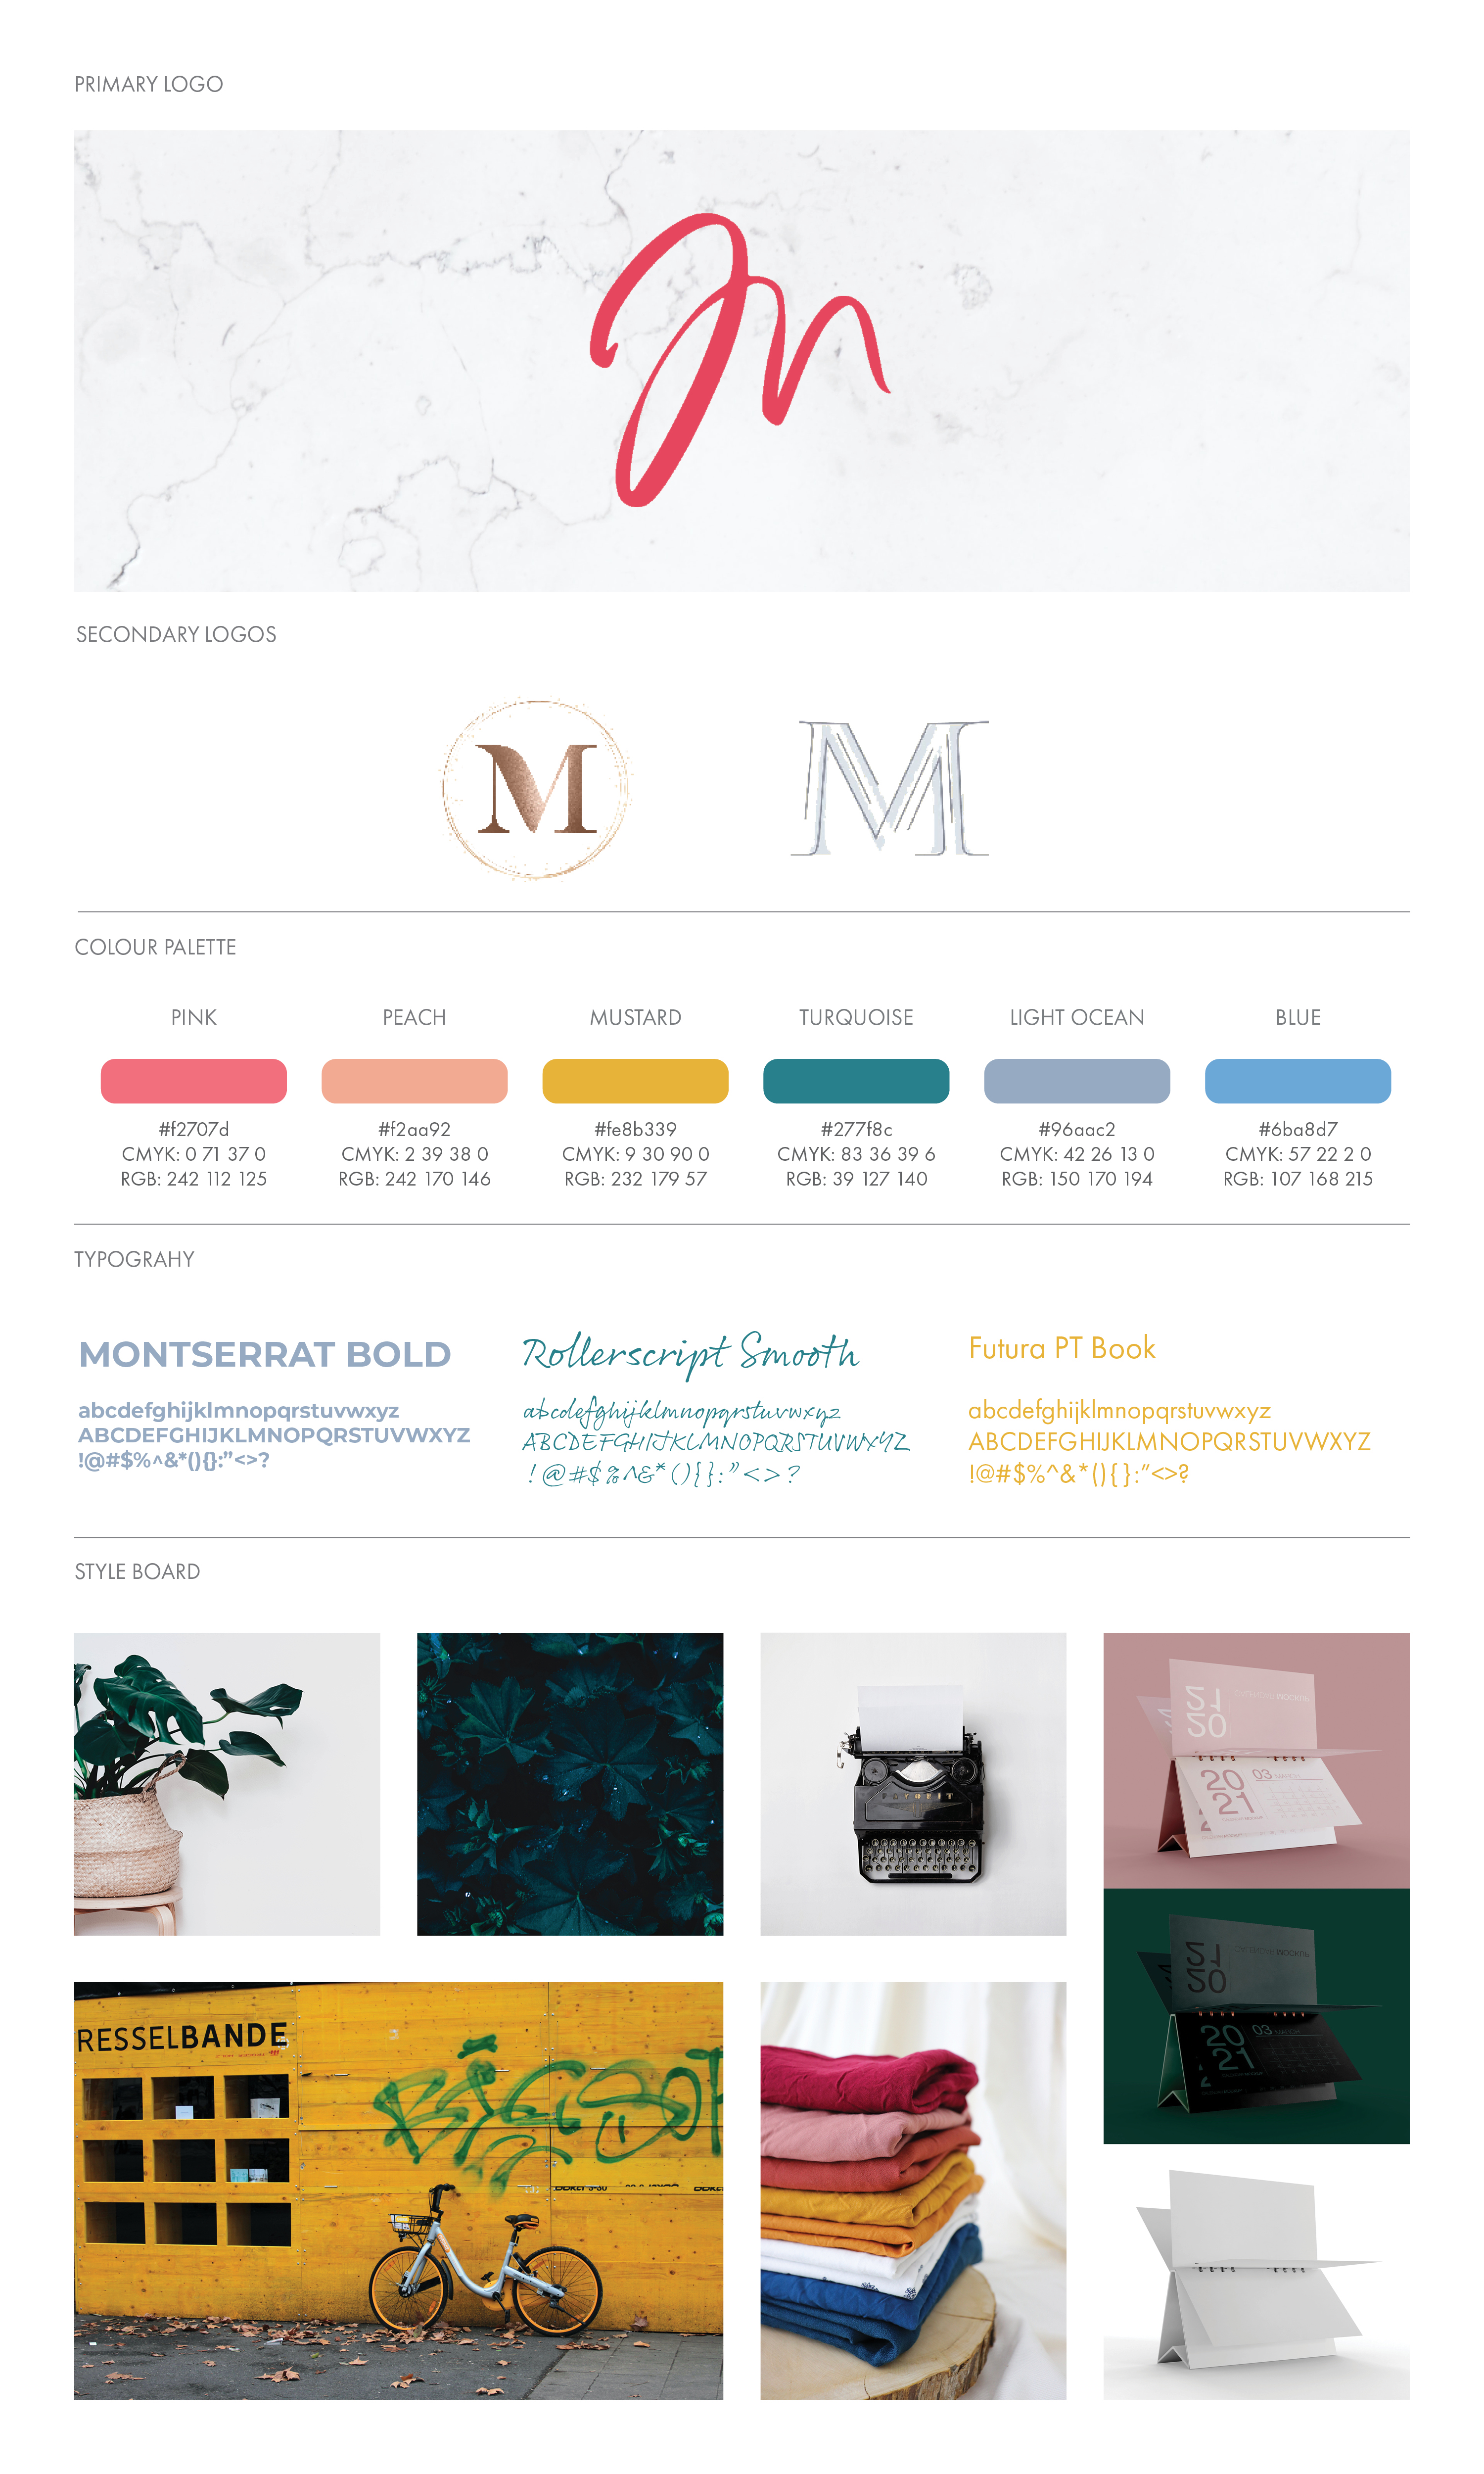 PRIMARY LOGO
M
SECONDARY LOGOS
M
M
COLOUR PALETTE
PINK
PEACH
MUSTARD
TURQUOISE
LIGHT OCEAN
BLUE
#f2707d
CMYK: 0 71 37 0
RGB: 242 112 125
#f2aa92
CMYK: 2 39 38 0
RGB: 242 170 146
#fe8b339
CMYK: 9 30 90 0
RGB: 232 179 57
#277f8c
CMYK: 83 36 39 6
RGB: 39 127 140
#96aac2
CMYK: 42 26 13 0
RGB: 150 170 194
#6ba8d7
CMYK: 57 22 2 0
RGB: 107 168 215
TYPOGRAHY
MONTSERRAT BOLD
abcdefghijklmnopqrstuvwxyz
ABCDEFGHIJKLMNOPQRSTUVWXYZ
!@#$%^&*(){}:”<>?
Rollerscript Smooth
abcdefghijklmnopqrstuvwxyz
ABCDEFGHIJKLMNOPQRSTUVWXYZ
!@#$%^&*(){}:”<>?
Futura PT Book
abcdefghijklmnopqrstuvwxyz
ABCDEFGHIJKLMNOPQRSTUVWXYZ
!@#$%^&*(){}:”<>?
STYLE BOARD
20
21
03 MARCH
20
21
03 MARCH
RESSELBANDE